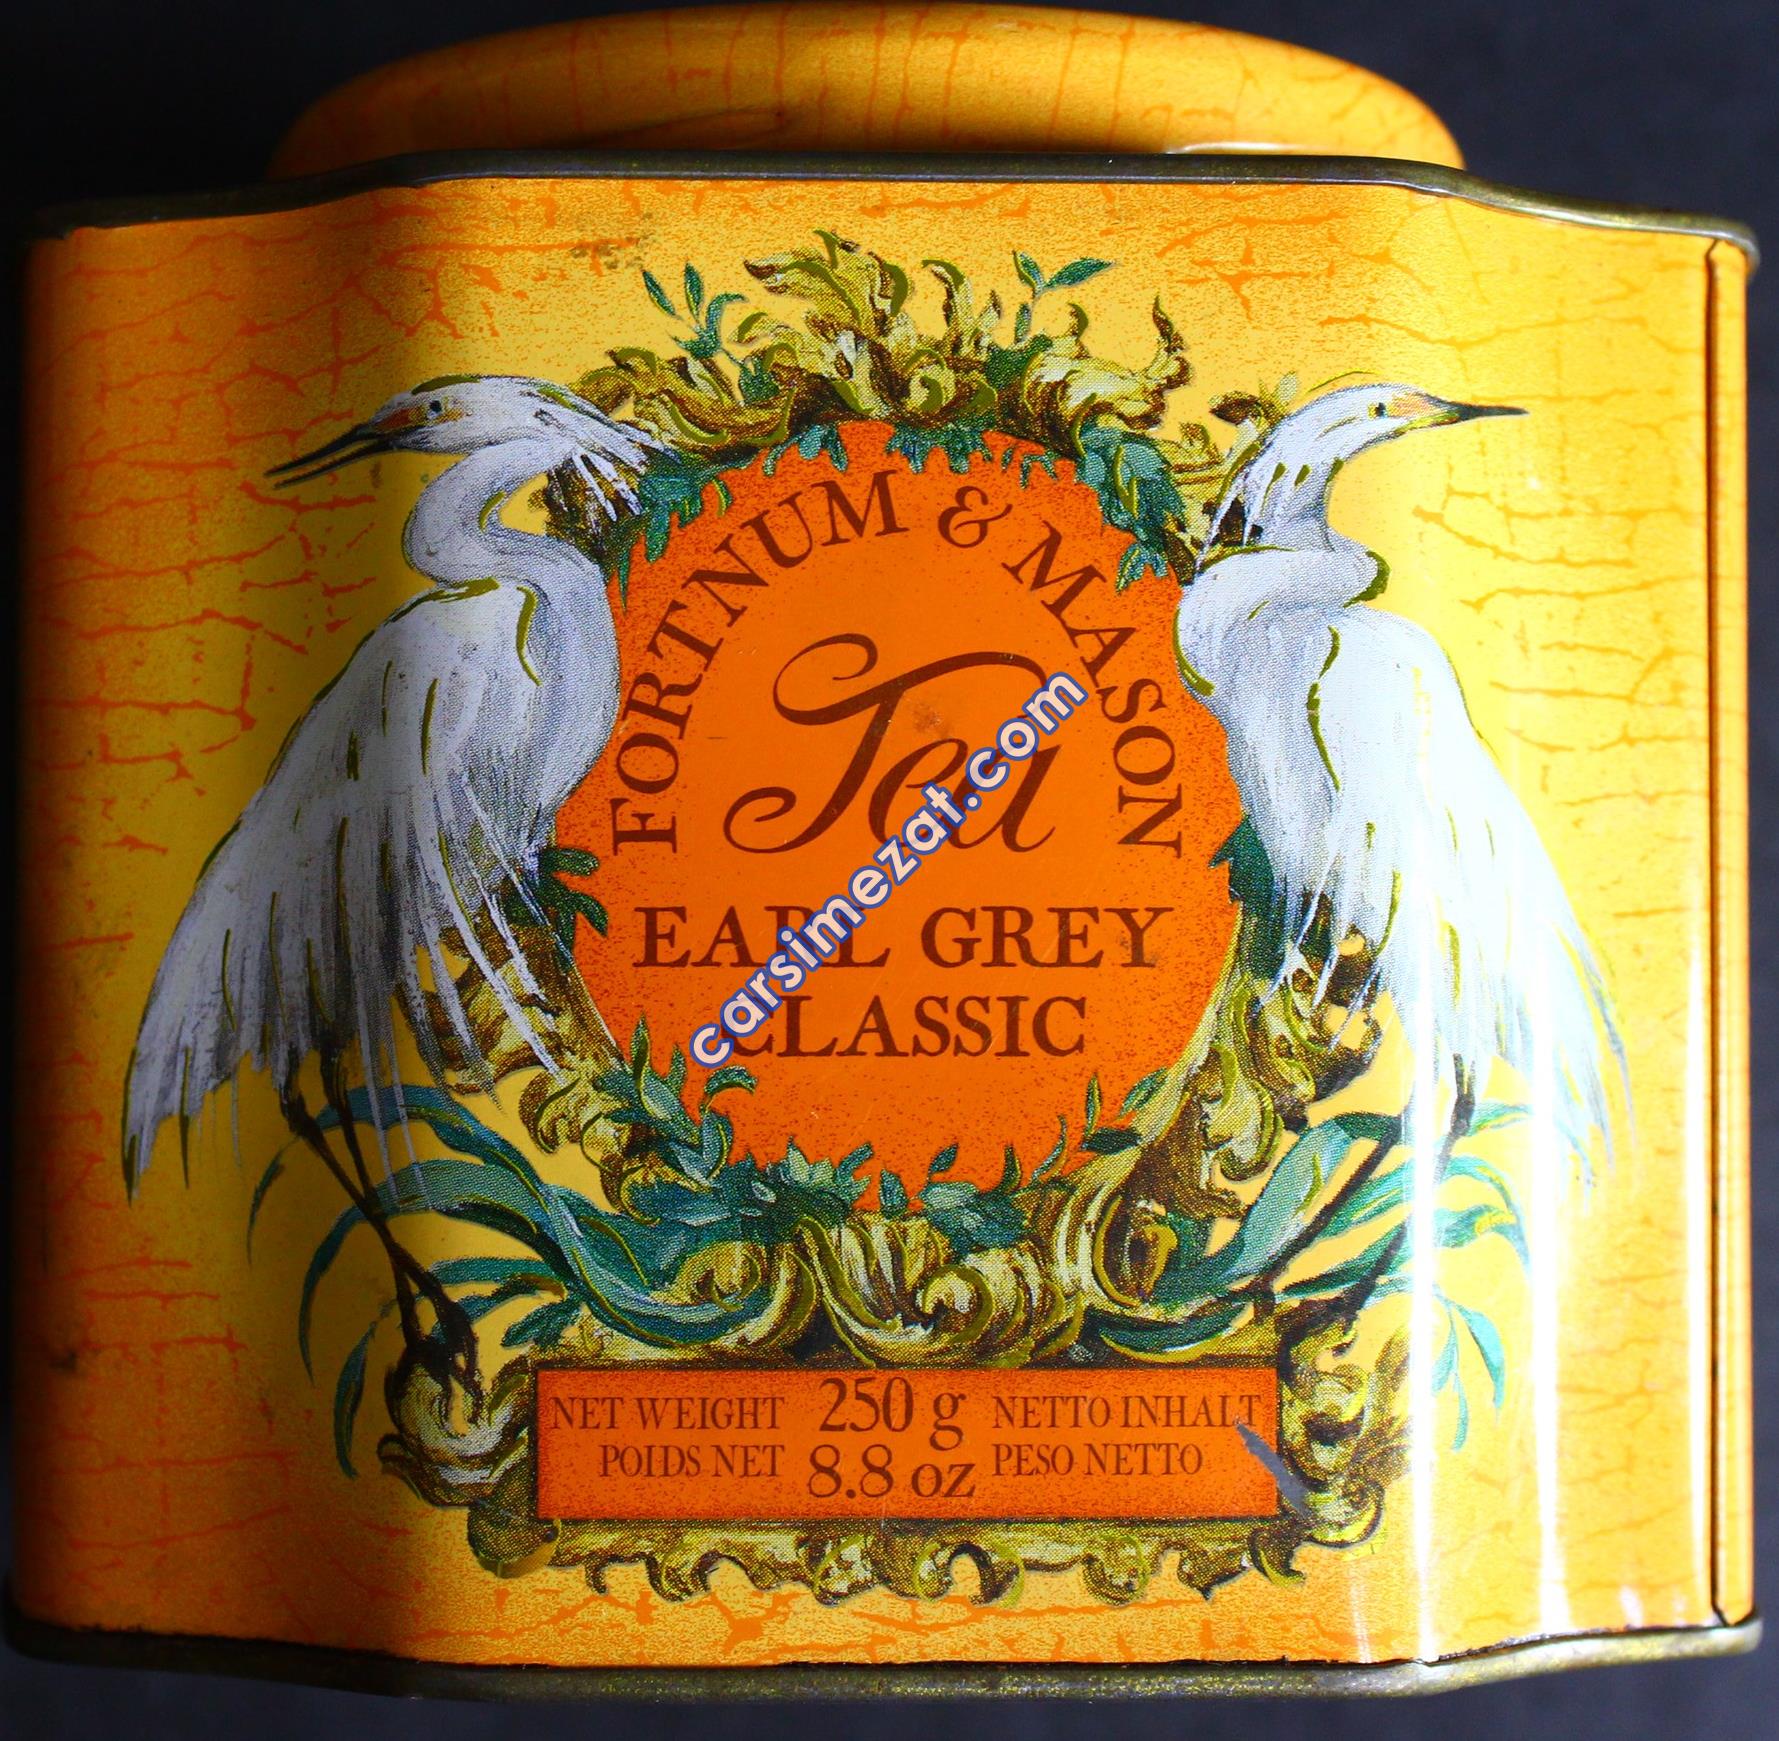 FORTNUM & MASON
Tea
EARL GREY
CLASSIC
carsimezat.com
NET WEIGHT 250 g NETTO INHALT
POIDS NET 8.8 oz PESO NETTO